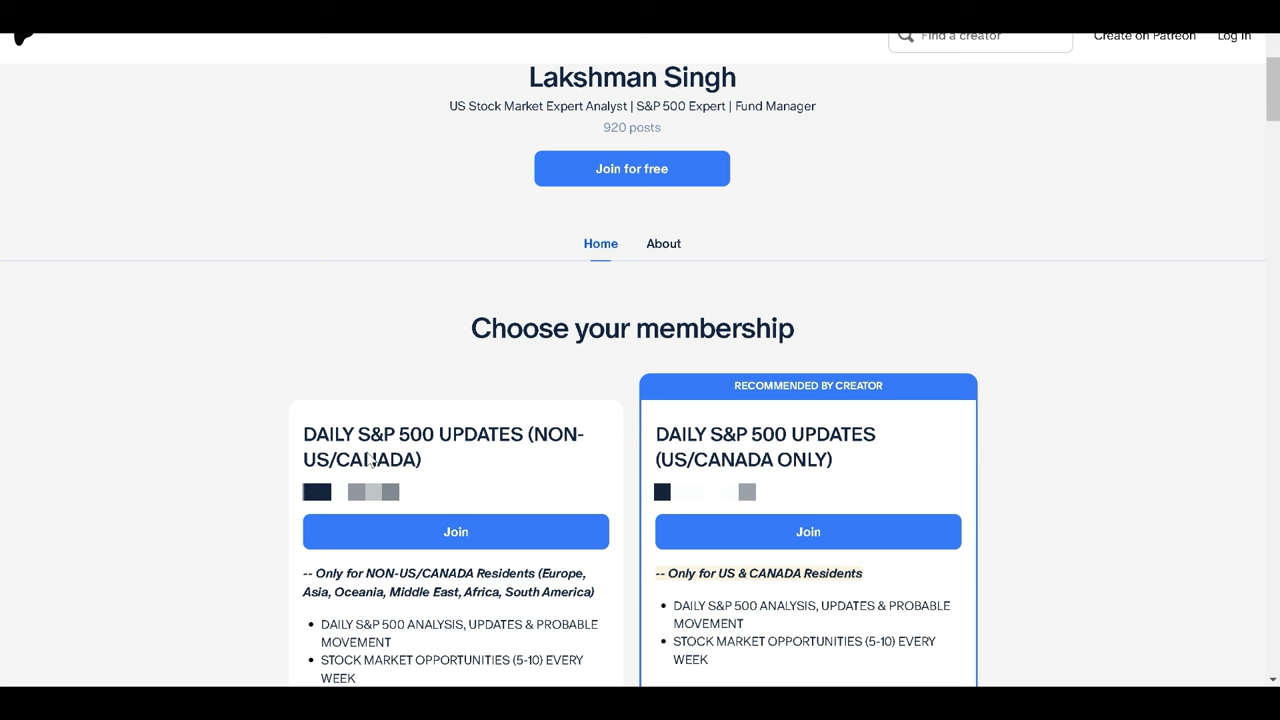 Find a creator
Create on Patreon
Log in
Lakshman Singh
US Stock Market Expert Analyst | S&P 500 Expert | Fund Manager
920 posts
Join for free
Home
About
Choose your membership
DAILY S&P 500 UPDATES (NON-
US/CANADA)
Join
-- Only for NON-US/CANADA Residents (Europe,
Asia, Oceania, Middle East, Africa, South America)
• DAILY S&P 500 ANALYSIS, UPDATES & PROBABLE
MOVEMENT
• STOCK MARKET OPPORTUNITIES (5-10) EVERY
WEEK
RECOMMENDED BY CREATOR
DAILY S&P 500 UPDATES
(US/CANADA ONLY)
Join
-- Only for US & CANADA Residents
• DAILY S&P 500 ANALYSIS, UPDATES & PROBABLE
MOVEMENT
• STOCK MARKET OPPORTUNITIES (5-10) EVERY
WEEK